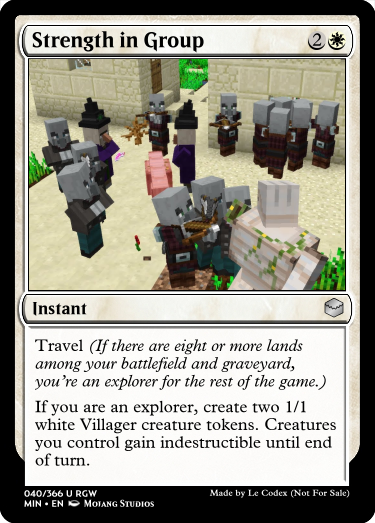 Strength in Group 2
Instant
Travel (If there are eight or more lands
among your battlefield and graveyard,
you're an explorer for the rest of the game.)
If you are an explorer, create two 1/1
white Villager creature tokens. Creatures
you control gain indestructible until end
of turn.
040/366 U RGW
MIN • EN Mojang Studios
Made by Le Codex (Not For Sale)